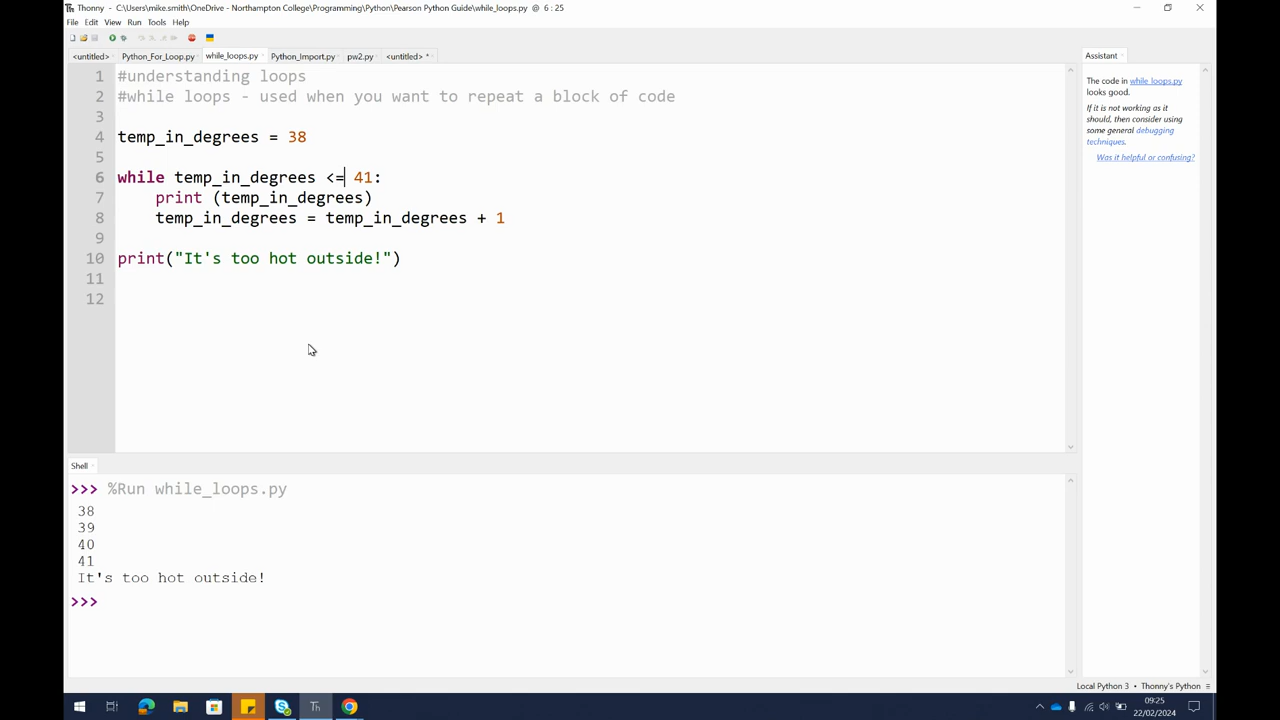 Thonny - C:\Users\mike.smith\OneDrive - Northampton College\Programming\Python\Pearson Python Guide\while_loops.py @ 6 : 25
File Edit View Run Tools Help
<untitled> Python_For_Loop.py while_loops.py Python_Import.py pw2.py <untitled> *
1 #understanding loops
2 #while loops - used when you want to repeat a block of code
3
4 temp_in_degrees = 38
5
6 while temp_in_degrees <= 41:
7 print (temp_in_degrees)
8 temp_in_degrees = temp_in_degrees + 1
9
10 print("It's too hot outside!")
11
12
Assistant
The code in while_loops.py
looks good.
If it is not working as it
should, then consider using
some general debugging
techniques.
Was it helpful or confusing?
Shell
>>> %Run while_loops.py
38
39
40
41
It's too hot outside!
>>>
Local Python 3 • Thonny's Python ≡
Th
09:25
22/02/2024